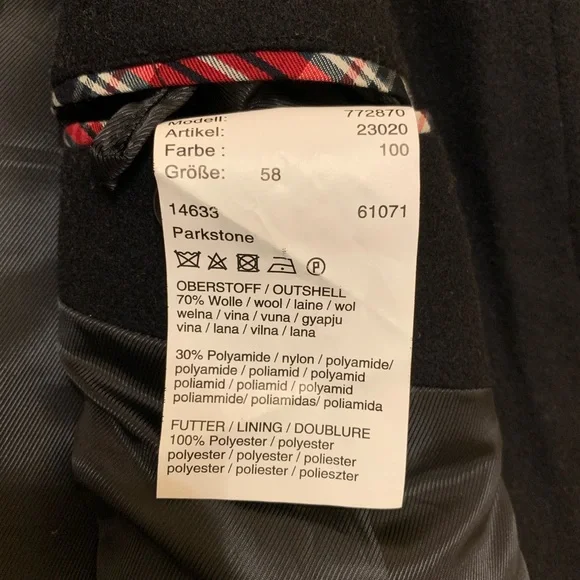 Modell: 772870
Artikel: 23020
Farbe : 100
Größe: 58
14633 61071
Parkstone
P
OBERSTOFF / OUTSHELL
70% Wolle / wool / laine / wol
wełna / vina / vuna / gyapju
vina / lana / vilna / lana
30% Polyamide / nylon / polyamide/
polyamide / poliamid / polyamid
poliamid / poliamid / polyamid
poliammide/ poliamidas/ poliamida
FUTTER / LINING / DOUBLURE
100% Polyester / polyester
polyester / polyester / poliester
polyester / poliester / polieszter